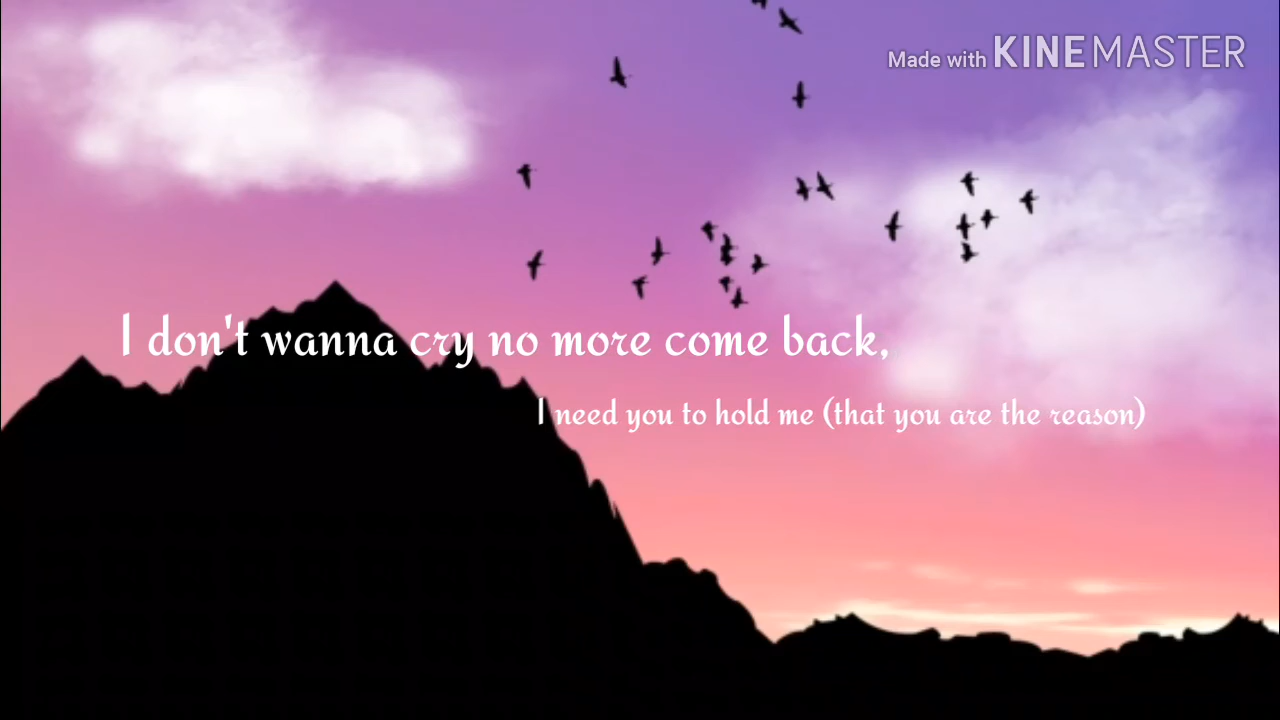 Made with KINEMASTER
I don't wanna cry no more come back,
I need you to hold me (that you are the reason)